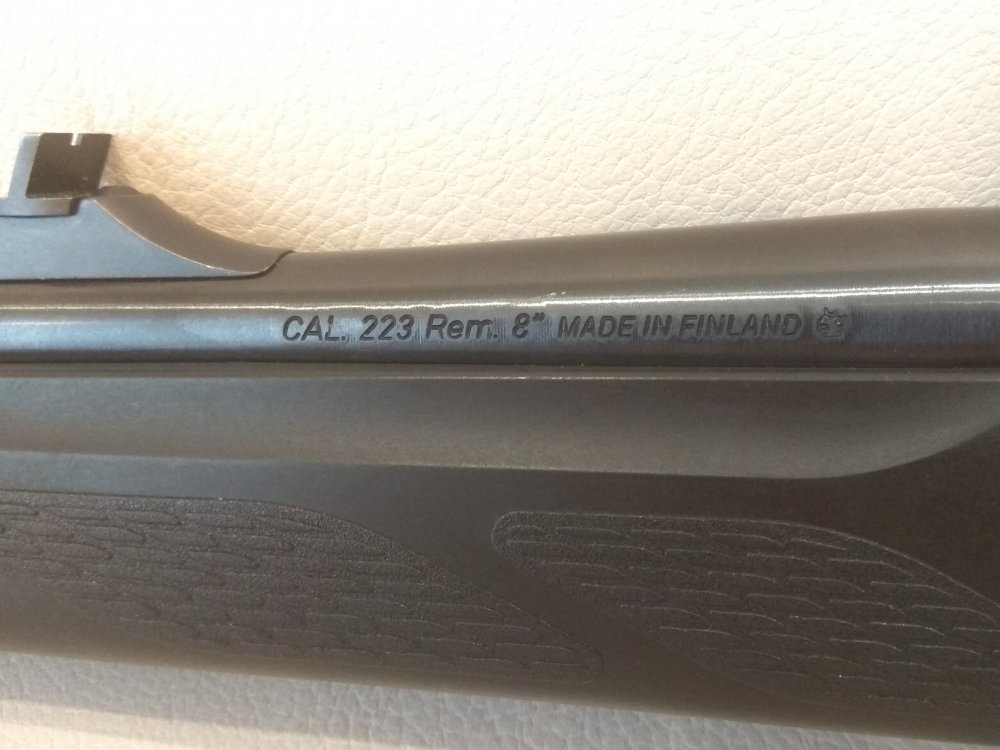 CAL. 223 Rem. 8” MADE IN FINLAND